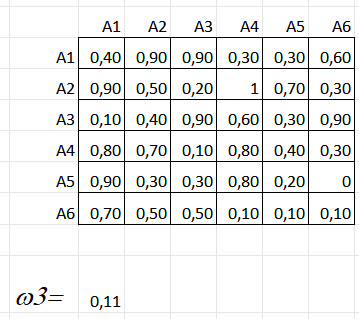 A1 A2 A3 A4 A5 A6
A1 0,40 0,90 0,90 0,30 0,30 0,60
A2 0,90 0,50 0,20 1 0,70 0,30
A3 0,10 0,40 0,90 0,60 0,30 0,90
A4 0,80 0,70 0,10 0,80 0,40 0,30
A5 0,90 0,30 0,30 0,80 0,20 0
A6 0,70 0,50 0,50 0,10 0,10 0,10
ω3= 0,11